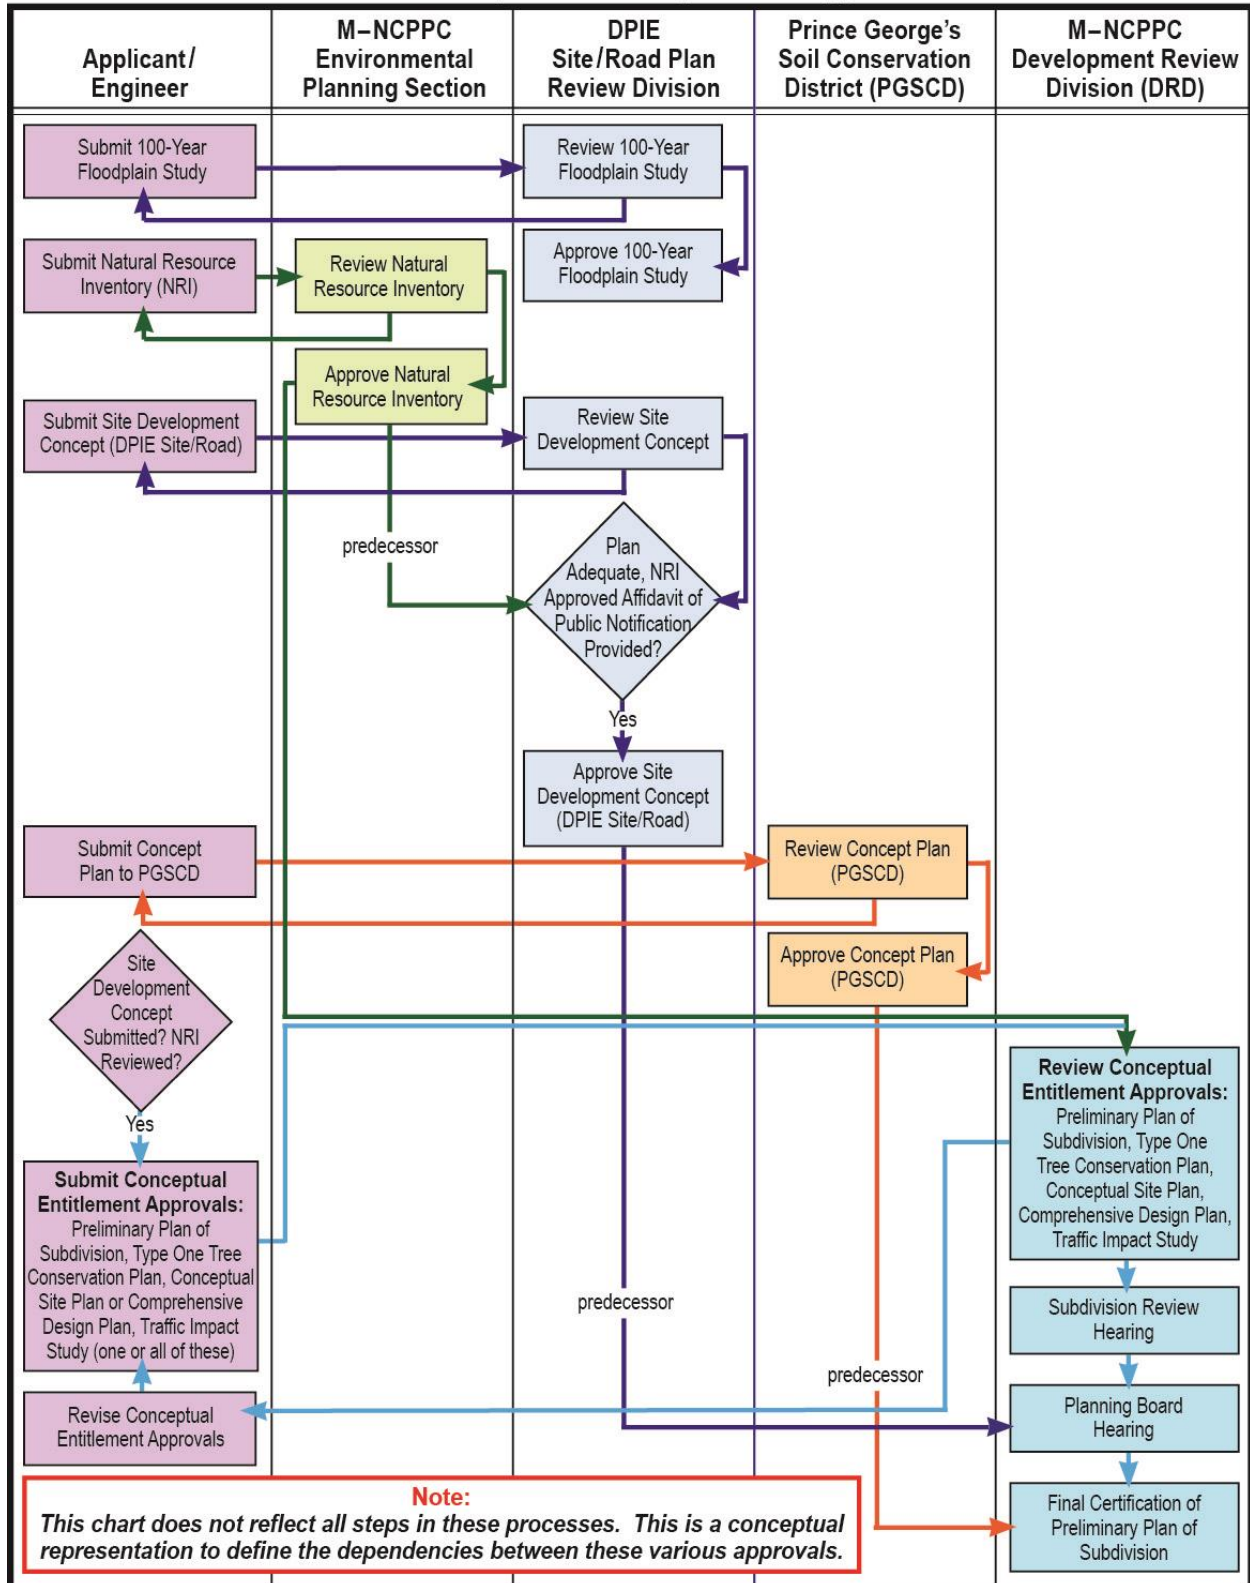 Applicant/
Engineer
M–NCPPC
Environmental
Planning Section
DPIE
Site/Road Plan
Review Division
Prince George's
Soil Conservation
District (PGSCD)
M–NCPPC
Development Review
Division (DRD)
Submit 100-Year
Floodplain Study
Review 100-Year
Floodplain Study
Submit Natural Resource
Inventory (NRI)
Review Natural
Resource Inventory
Approve 100-Year
Floodplain Study
Approve Natural
Resource Inventory
Submit Site Development
Concept (DPIE Site/Road)
Review Site
Development Concept
predecessor
Plan
Adequate, NRI
Approved Affidavit of
Public Notification
Provided?
Yes
Approve Site
Development Concept
(DPIE Site/Road)
Submit Concept
Plan to PGSCD
Review Concept Plan
(PGSCD)
Approve Concept Plan
(PGSCD)
Site
Development
Concept
Submitted? NRI
Reviewed?
Yes
Review Conceptual
Entitlement Approvals:
Preliminary Plan of
Subdivision, Type One
Tree Conservation Plan,
Conceptual Site Plan,
Comprehensive Design Plan,
Traffic Impact Study
Submit Conceptual
Entitlement Approvals:
Preliminary Plan of
Subdivision, Type One Tree
Conservation Plan, Conceptual
Site Plan or Comprehensive
Design Plan, Traffic Impact
Study (one or all of these)
predecessor
Subdivision Review
Hearing
predecessor
Revise Conceptual
Entitlement Approvals
Planning Board
Hearing
Final Certification of
Preliminary Plan of
Subdivision
Note:
This chart does not reflect all steps in these processes. This is a conceptual
representation to define the dependencies between these various approvals.